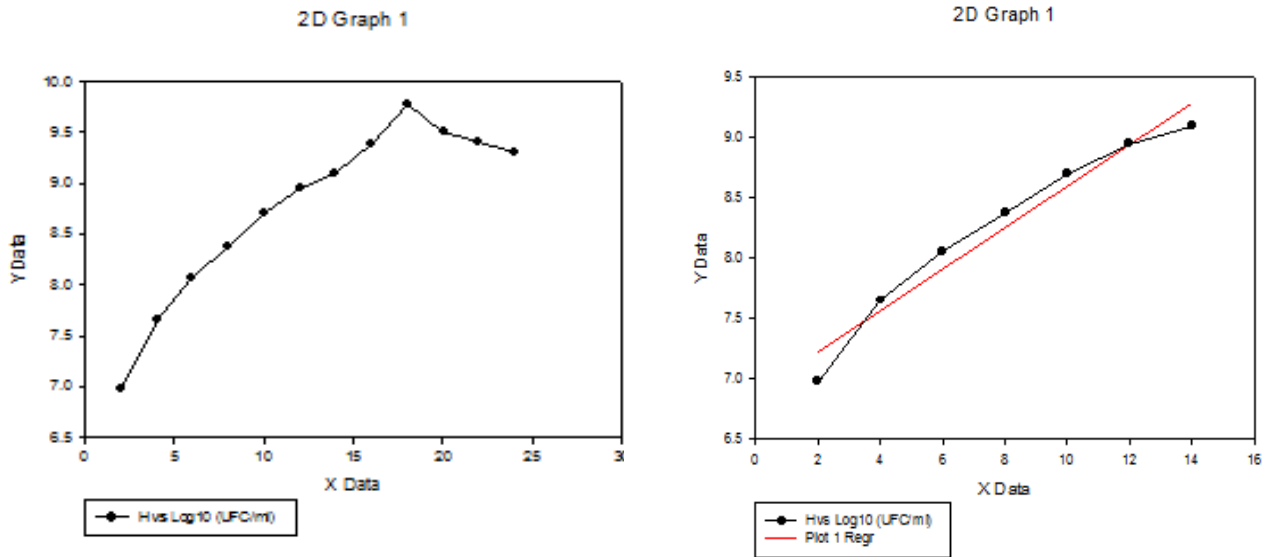 2D Graph 1
10.0
9.5
9.0
8.5
8.0
7.5
7.0
6.5
Y Data
0 5 10 15 20 25 30
X Data
Hvs Log10 (UFC/ml)
2D Graph 1
9.5
9.0
8.5
8.0
7.5
7.0
6.5
Y Data
0 2 4 6 8 10 12 14 16
X Data
Hvs Log10 (UFC/ml)
Plot 1 Regr